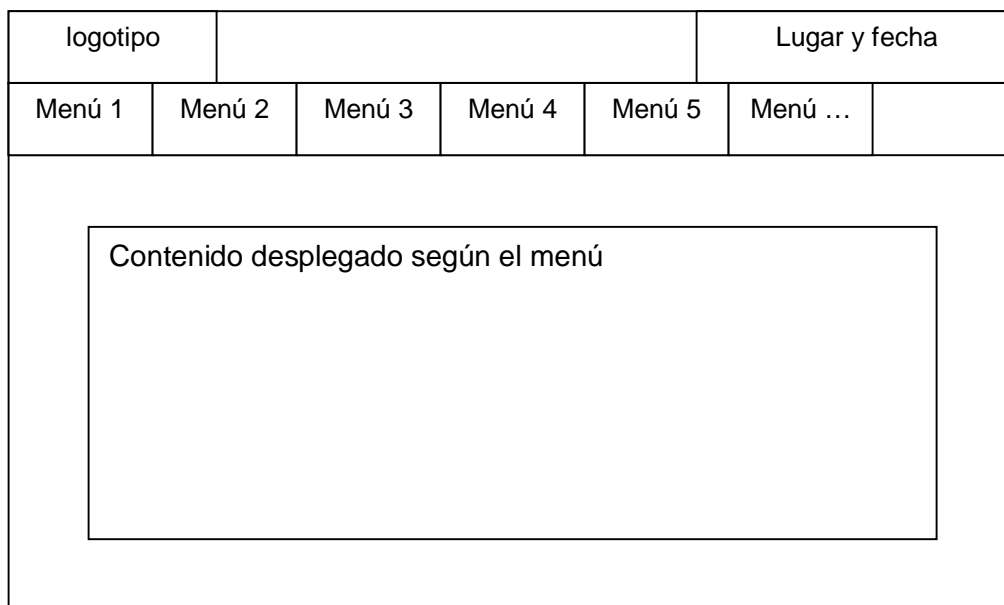 logotipo
Lugar y fecha
Menú 1
Menú 2
Menú 3
Menú 4
Menú 5
Menú …
Contenido desplegado según el menú